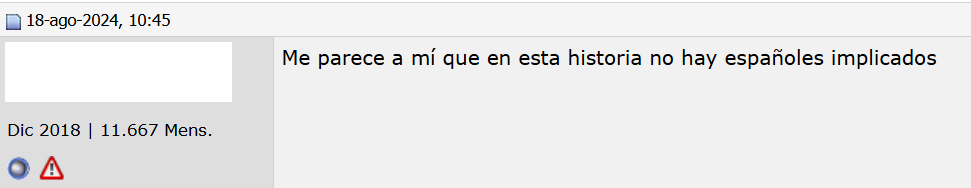 18-ago-2024, 10:45
Me parece a mí que en esta historia no hay españoles implicados
Dic 2018 | 11.667 Mens.